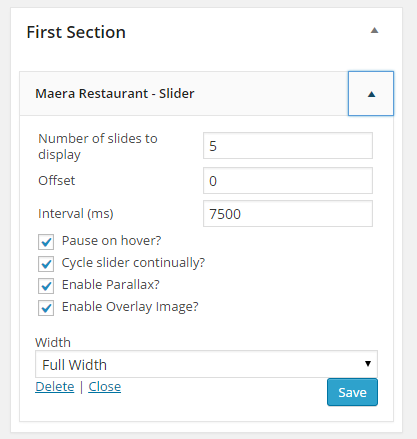 First Section
Maera Restaurant - Slider
Number of slides to
display
5
Offset
0
Interval (ms)
7500
Pause on hover?
Cycle slider continually?
Enable Parallax?
Enable Overlay Image?
Width
Full Width
Delete | Close
Save